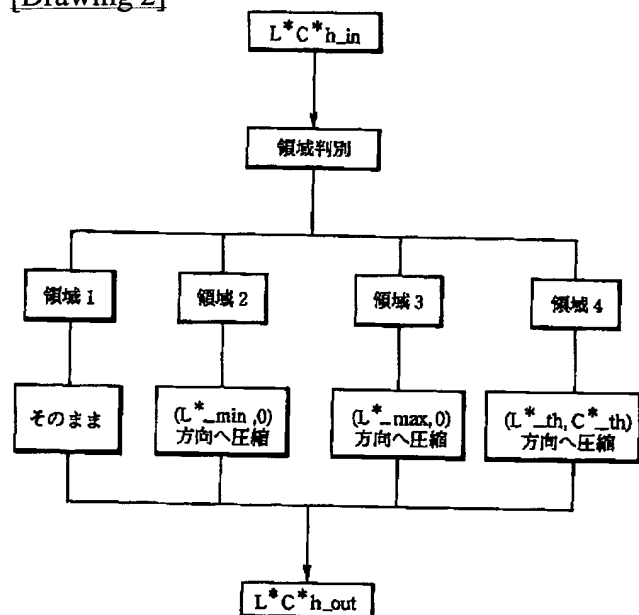 [Drawing 2]
L*C*h_in
領域判別
領域1
領域2
領域3
領域4
そのまま
(L*_min,0)
方向へ圧縮
(L*_max,0)
方向へ圧縮
(L*_th,C*_th)
方向へ圧縮
L*C*h_out